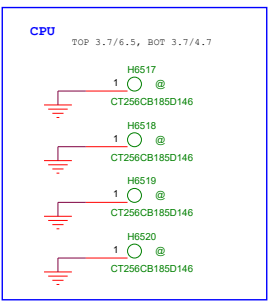 CPU
TOP 3.7/6.5, BOT 3.7/4.7
H6517
1 @
CT256CB185D146
H6518
1 @
CT256CB185D146
H6519
1 @
CT256CB185D146
H6520
1 @
CT256CB185D146